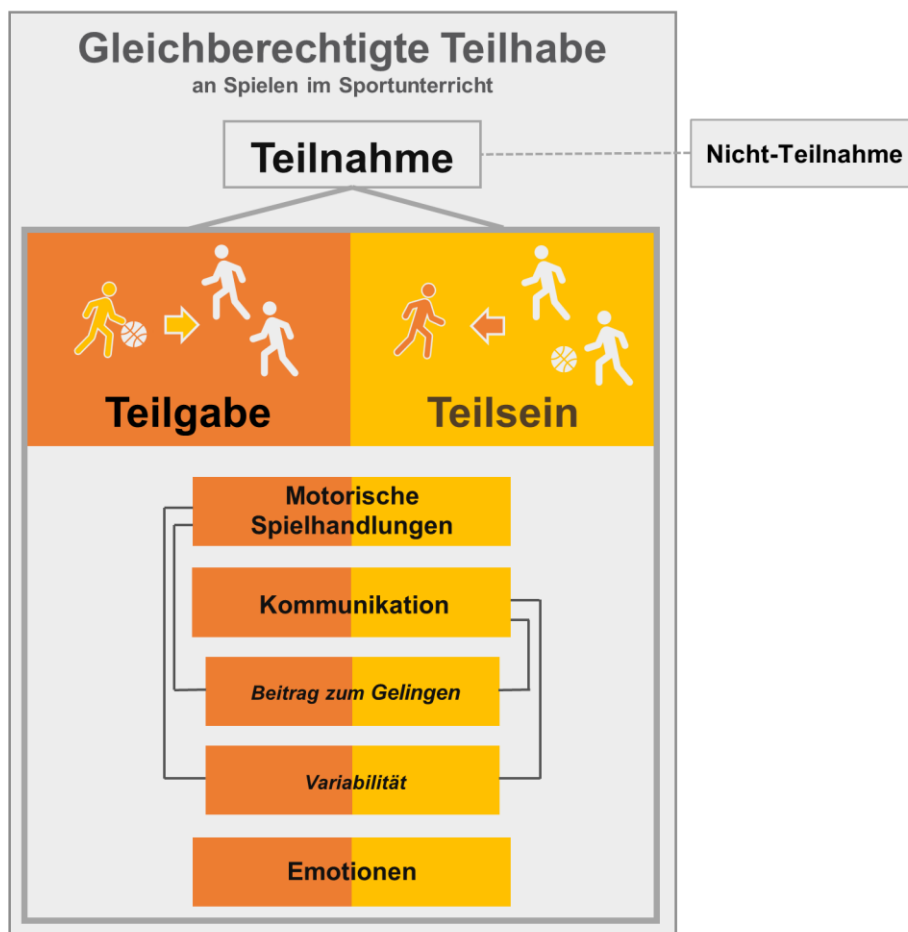 Gleichberechtigte Teilhabe
an Spielen im Sportunterricht
Teilnahme
Nicht-Teilnahme
Teilgabe
Teilsein
Motorische
Spielhandlungen
Kommunikation
Beitrag zum Gelingen
Variabilität
Emotionen